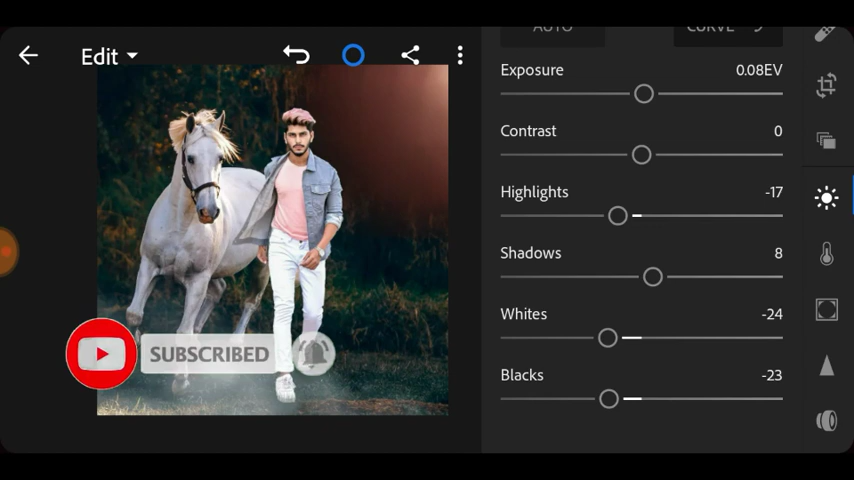 AUTO
CURVE
Edit
Exposure 0.08EV
Contrast 0
Highlights -17
Shadows 8
Whites -24
SUBSCRIBED
Blacks -23